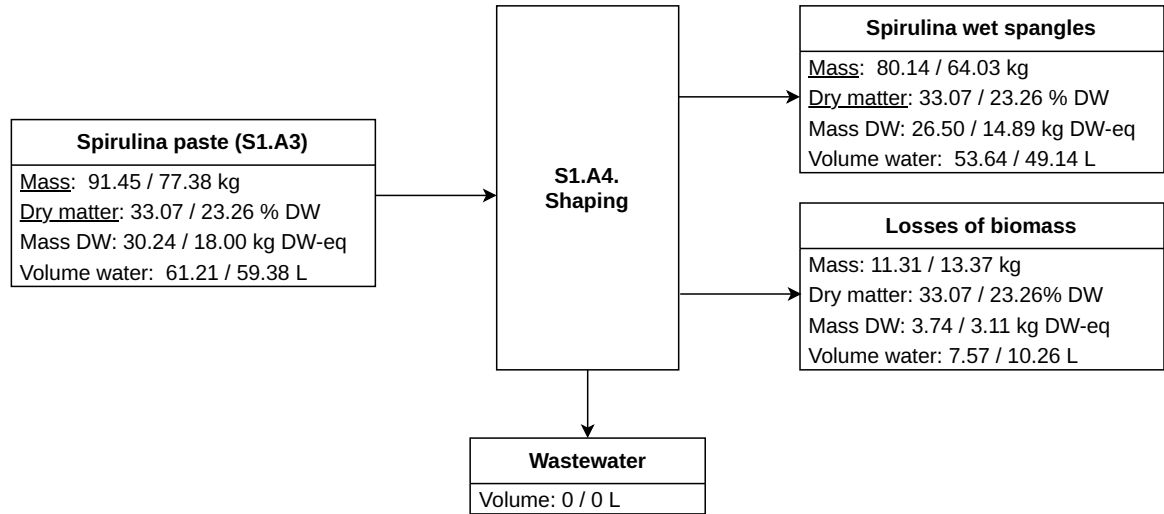 Spirulina paste (S1.A3)
Mass:  91.45 / 77.38 kg
Dry matter: 33.07 / 23.26 % DW
Mass DW: 30.24 / 18.00 kg DW-eq
Volume water:  61.21 / 59.38 L
S1.A4.
Shaping
Spirulina wet spangles
Mass:  80.14 / 64.03 kg
Dry matter: 33.07 / 23.26 % DW
Mass DW: 26.50 / 14.89 kg DW-eq
Volume water:  53.64 / 49.14 L
Losses of biomass
Mass: 11.31 / 13.37 kg
Dry matter: 33.07 / 23.26% DW
Mass DW: 3.74 / 3.11 kg DW-eq
Volume water: 7.57 / 10.26 L
Wastewater
Volume: 0 / 0 L